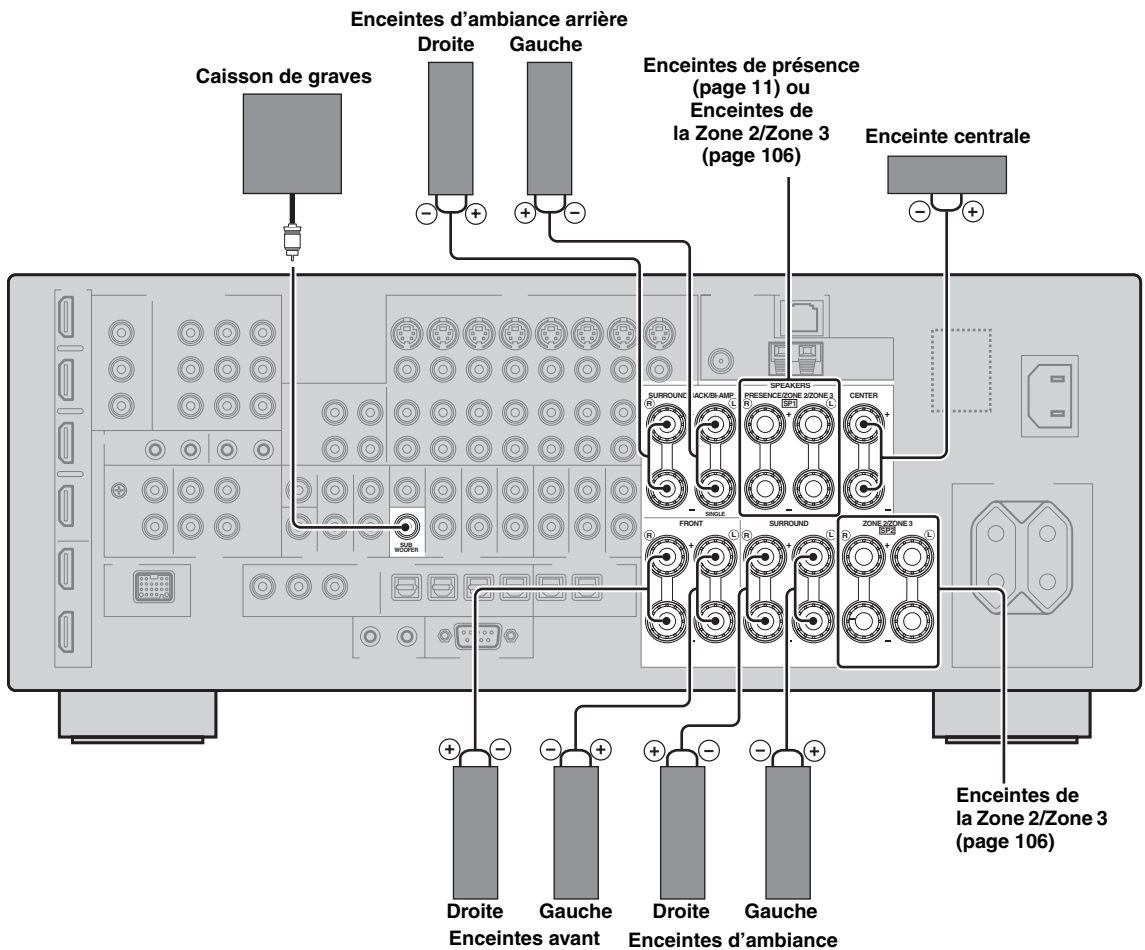 Enceintes d'ambiance arrière
Droite Gauche
Caisson de graves
Enceintes de présence
(page 11) ou
Enceintes de
la Zone 2/Zone 3
(page 106)
Enceinte centrale
– + + –
– +
SPEAKERS
SURROUND BACK/BI-AMP PRESENCE/ZONE 2/ZONE 3 CENTER
R L R SP1 L
+ +
– –
SINGLE
SUB
WOOFER
FRONT SURROUND ZONE 2/ZONE 3
R L R L R SP2 L
+ + +
– – –
+ – – + + – – +
Enceintes de
la Zone 2/Zone 3
(page 106)
Droite Gauche Droite Gauche
Enceintes avant Enceintes d'ambiance